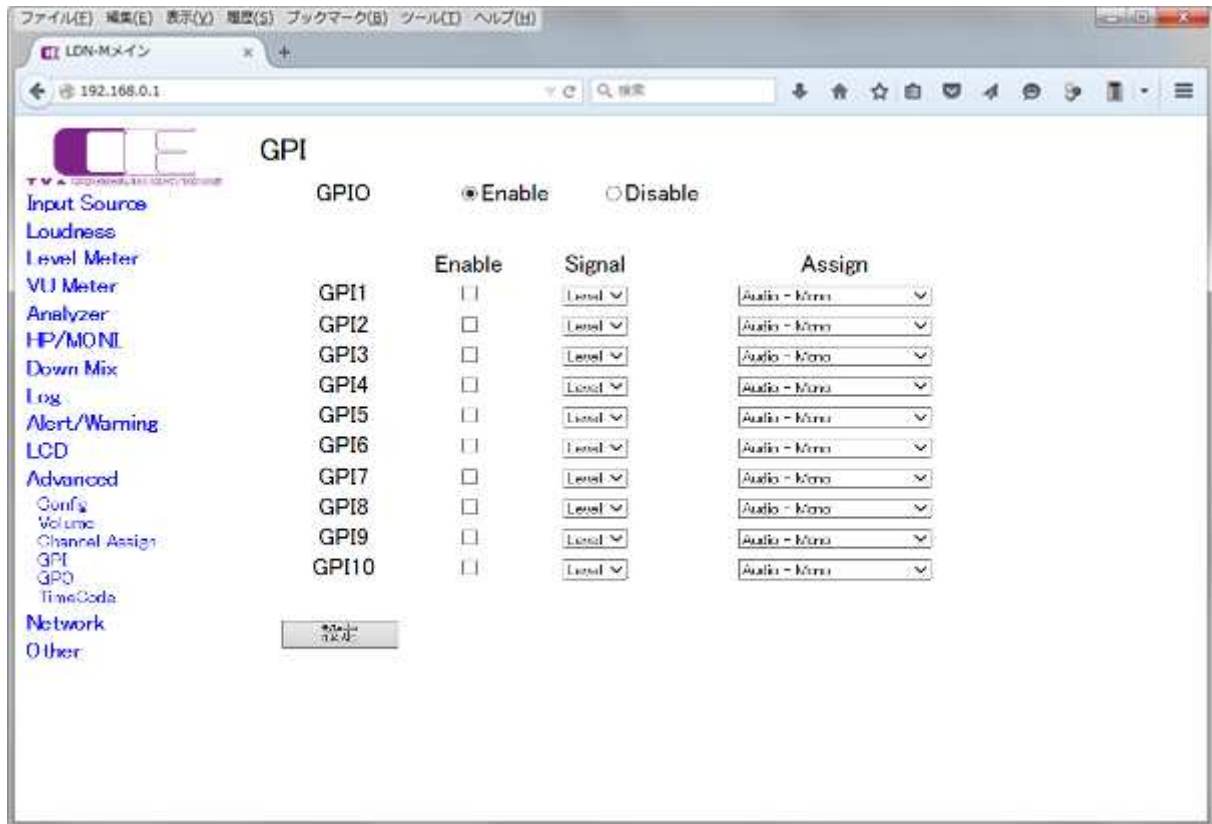 ファイル(E) 編集(E) 表示(V) 履歴(S) ブックマーク(B) ツール(T) ヘルプ(H)
LDN-Mメイン × +
192.168.0.1 検索
GPI
GPIO Enable Disable
Enable Signal Assign
GPI1 Level Audio - Mono
GPI2 Level Audio - Mono
GPI3 Level Audio - Mono
GPI4 Level Audio - Mono
GPI5 Level Audio - Mono
GPI6 Level Audio - Mono
GPI7 Level Audio - Mono
GPI8 Level Audio - Mono
GPI9 Level Audio - Mono
GPI10 Level Audio - Mono
設定
Input Source
Loudness
Level Meter
VU Meter
Analyzer
HP/MONI
Down Mix
Log
Alert/Warning
LCD
Advanced
Config
Volume
Channel Assign
GPI
GPO
TimeCode
Network
Other